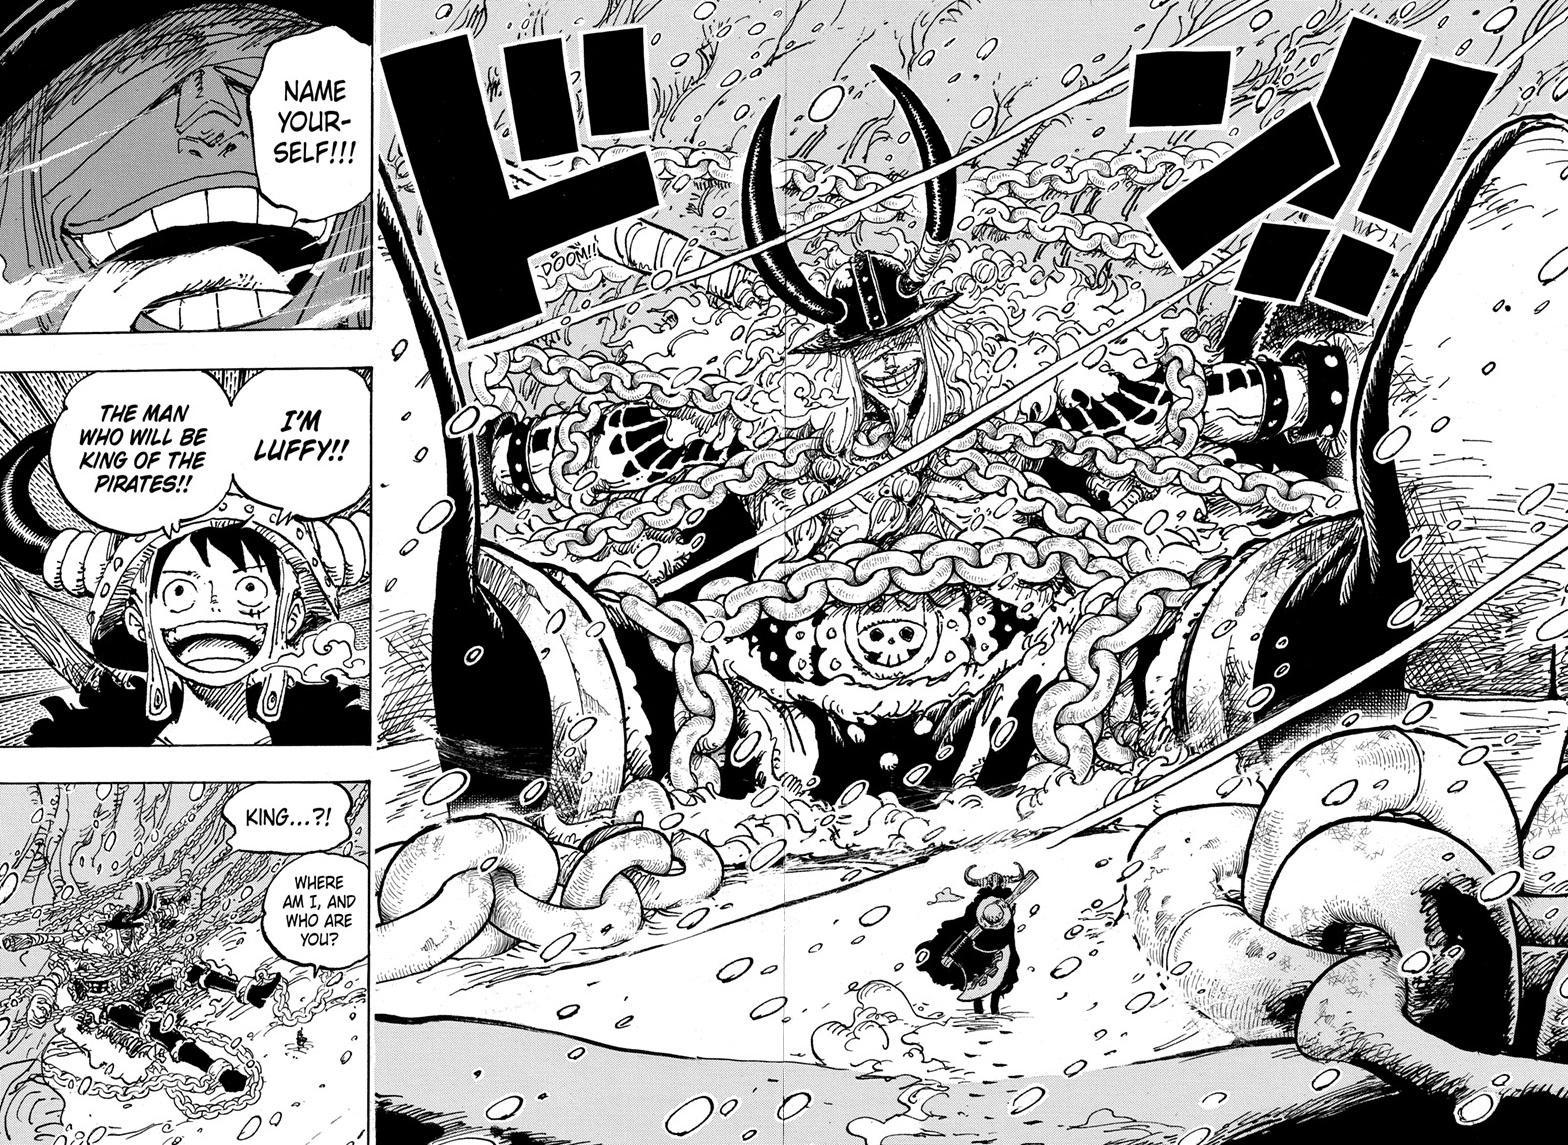 ドン!!
DOOM!!
NAME
YOUR-
SELF!!!
I'M
LUFFY!!
THE MAN
WHO WILL BE
KING OF THE
PIRATES!!
KING...?!
WHERE
AM I, AND
WHO ARE
YOU?